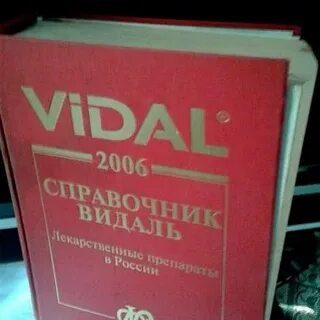 ViDAL®
2006
СПРАВОЧНИК
ВИДАЛЬ
Лекарственные препараты
в России